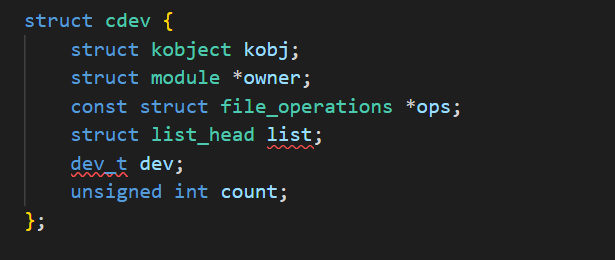 struct cdev {
    struct kobject kobj;
    struct module *owner;
    const struct file_operations *ops;
    struct list_head list;
    dev_t dev;
    unsigned int count;
};